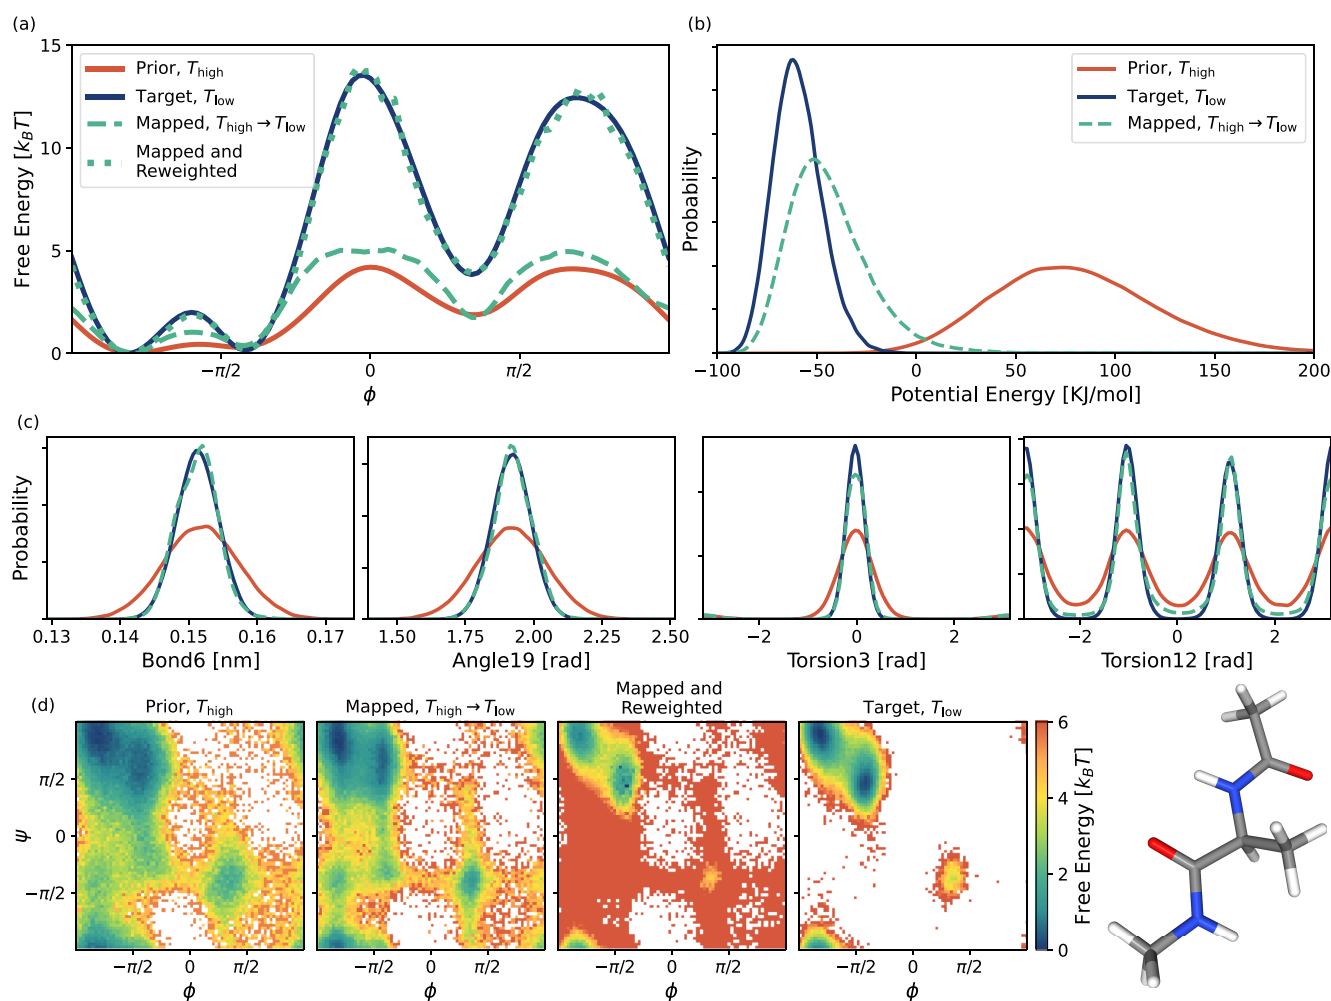 (a)
15
10
5
0
Free Energy [k_BT]
Prior, T_high
Target, T_low
Mapped, T_high → T_low
Mapped and
Reweighted
−π/2
0
π/2
ϕ
(b)
Probability
Prior, T_high
Target, T_low
Mapped, T_high → T_low
−100
−50
0
50
100
150
200
Potential Energy [KJ/mol]
(c)
Probability
0.13
0.14
0.15
0.16
0.17
Bond6 [nm]
1.50
1.75
2.00
2.25
2.50
Angle19 [rad]
−2
0
2
Torsion3 [rad]
−2
0
2
Torsion12 [rad]
(d)
Prior, T_high
Mapped, T_high → T_low
Mapped and
Reweighted
Target, T_low
ψ
π/2
0
−π/2
−π/2
0
π/2
ϕ
−π/2
0
π/2
ϕ
−π/2
0
π/2
ϕ
−π/2
0
π/2
ϕ
6
4
2
0
Free Energy [k_BT]